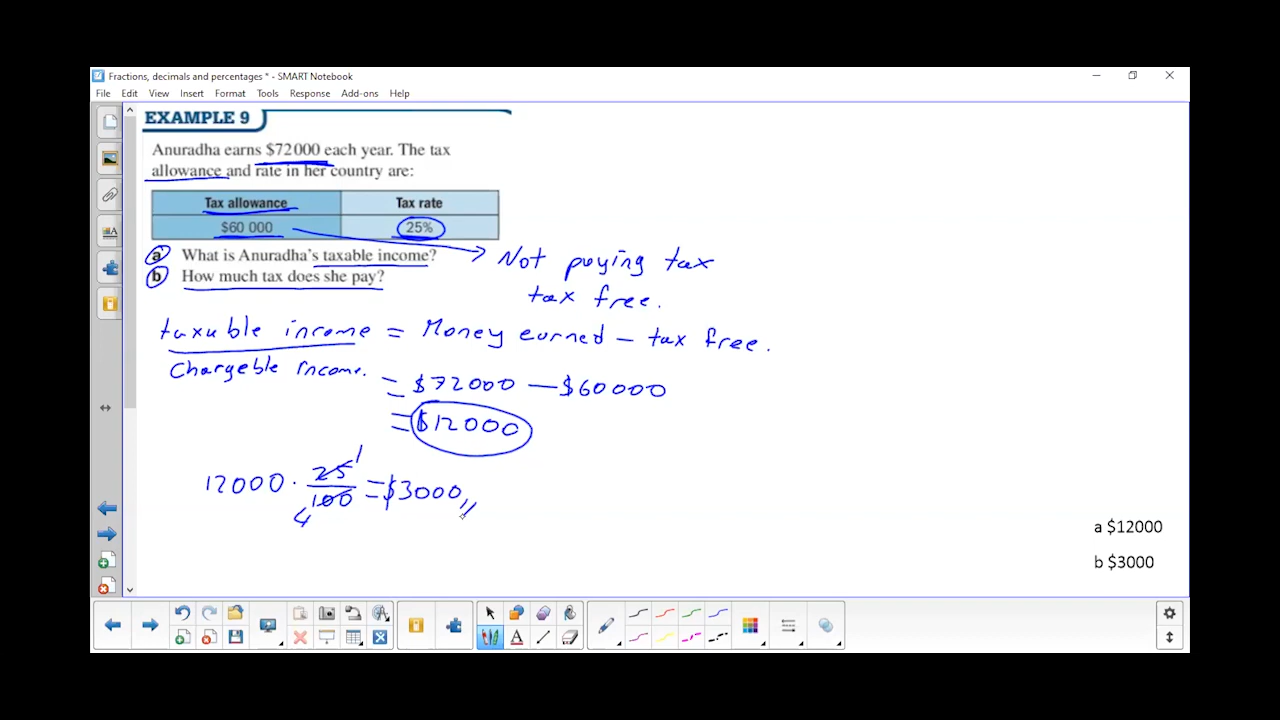 Fractions, decimals and percentages * - SMART Notebook
File Edit View Insert Format Tools Response Add-ons Help
EXAMPLE 9
Anuradha earns $72 000 each year. The tax
allowance and rate in her country are:
Tax allowance Tax rate
$60 000 25%
a What is Anuradha's taxable income?
b How much tax does she pay?
Not paying tax
tax free.
taxable income = Money earned - tax free.
Chargeble income.
= $72000 - $60000
= $12000
12000 · 25/100 = $3000
1
4
a $12000
b $3000